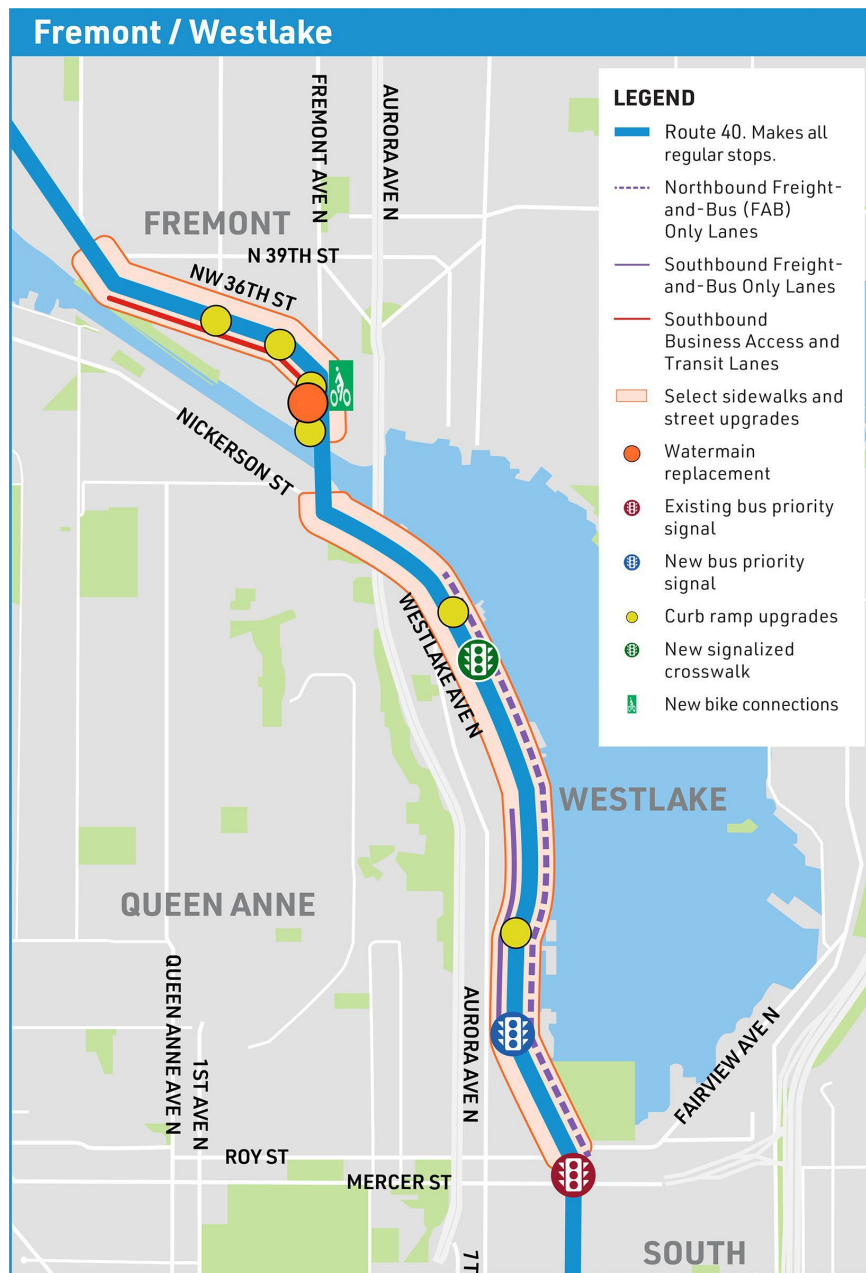 Fremont / Westlake
LEGEND
Route 40. Makes all
regular stops.
Northbound Freight-
and-Bus (FAB)
Only Lanes
Southbound Freight-
and-Bus Only Lanes
Southbound
Business Access and
Transit Lanes
Select sidewalks and
street upgrades
Watermain
replacement
Existing bus priority
signal
New bus priority
signal
Curb ramp upgrades
New signalized
crosswalk
New bike connections
FREMONT AVE N
AURORA AVE N
FREMONT
N 39TH ST
NW 36TH ST
NICKERSON ST
WESTLAKE AVE N
WESTLAKE
QUEEN ANNE
QUEEN ANNE AVE N
1ST AVE N
AURORA AVE N
FAIRVIEW AVE N
ROY ST
MERCER ST
7T
SOUTH